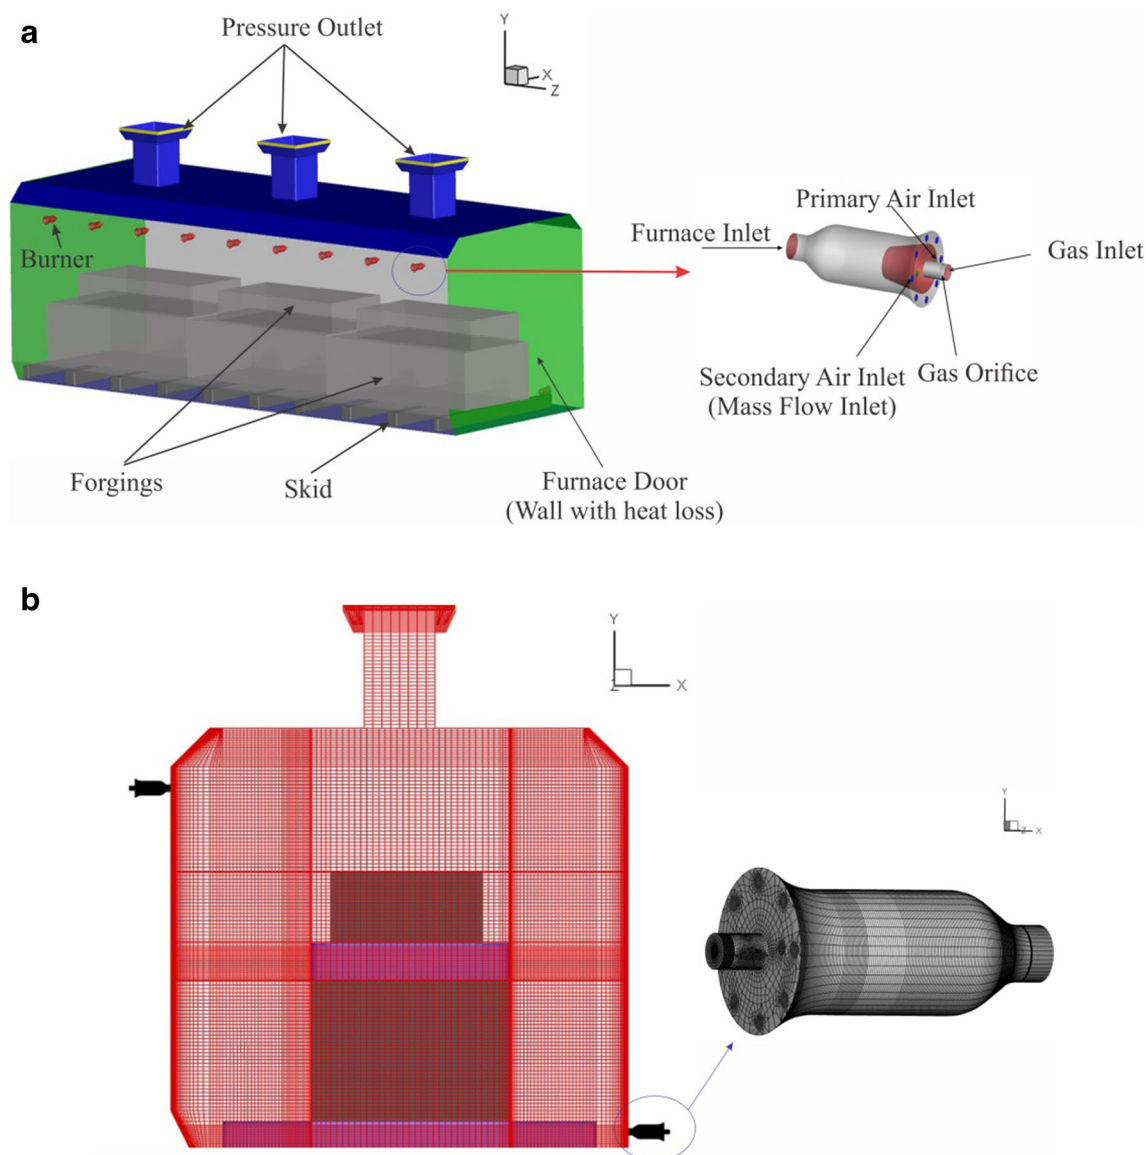 a
Pressure Outlet
Y
X
Z
Burner
Furnace Inlet
Primary Air Inlet
Gas Inlet
Secondary Air Inlet
(Mass Flow Inlet)
Gas Orifice
Forgings
Skid
Furnace Door
(Wall with heat loss)
b
Y
Z
X
Y
Z
X